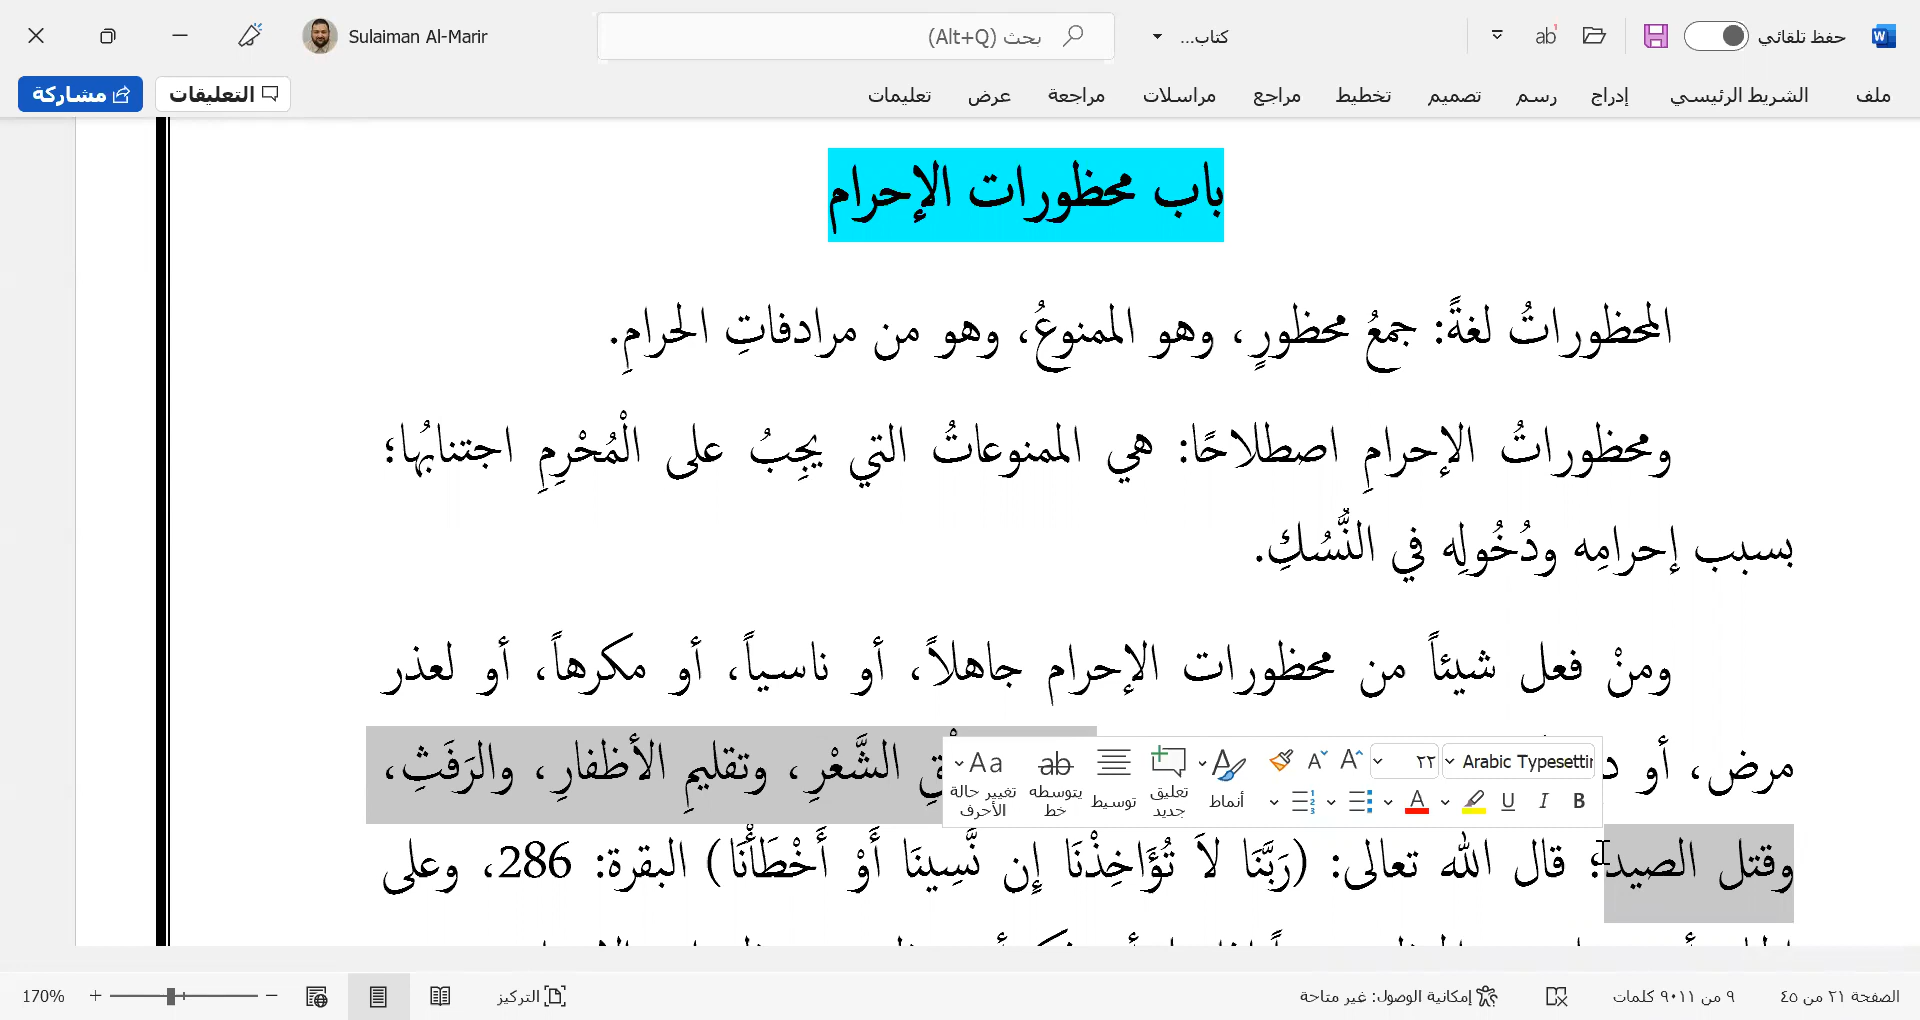 Sulaiman Al-Marir
بحث (Alt+Q)
كتاب...
حفظ تلقائي
ملف الشريط الرئيسي إدراج رسم تصميم تخطيط مراجع مراسلات مراجعة عرض تعليمات
التعليقات
مشاركة
باب محظورات الإحرام
المحظوراتُ لغةً: جمعُ محظورٍ، وهو الممنوعُ، وهو من مرادفاتِ الحرامِ.
ومحظوراتُ الإحرامِ اصطلاحًا: هي الممنوعاتُ التي يجِبُ على الْمُحْرِمِ اجتنابُها؛
بسبب إحرامِه ودُخُولِه في النُّسُكِ.
ومنْ فعل شيئاً من محظورات الإحرام جاهلاً، أو ناسياً، أو مكرهاً، أو لعذر
مرض، أو الشَّعْرِ، وتقليمِ الأظفارِ، والرَفَثِ،
وقتل الصيد؛ قال الله تعالى: (رَبَّنَا لاَ تُؤَاخِذْنَا إِن نَّسِينَا أَوْ أَخْطَأْنَا) البقرة: 286، وعلى
Arabic Typesettin ٢٢
أنماط
تعليق جديد
توسيط
يتوسطه خط
تغيير حالة الأحرف
الصفحة ٢١ من ٤٥
٩ من ٩٠١١ كلمات
إمكانية الوصول: غير متاحة
التركيز
170%